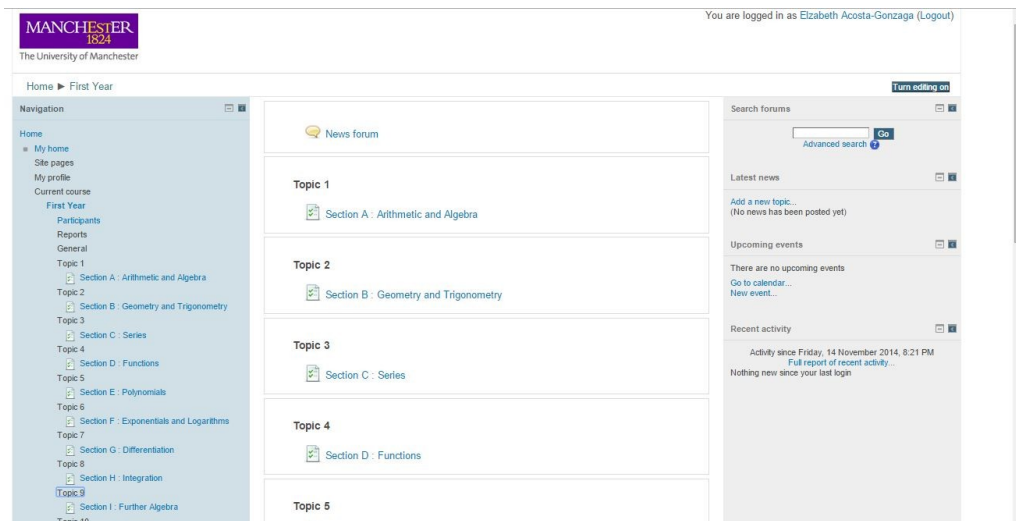 MANCHESTER
1824
The University of Manchester
You are logged in as Elzabeth Acosta-Gonzaga (Logout)
Home ► First Year
Turn editing on
Navigation
Home
My home
Site pages
My profile
Current course
First Year
Participants
Reports
General
Topic 1
Section A : Arithmetic and Algebra
Topic 2
Section B : Geometry and Trigonometry
Topic 3
Section C : Series
Topic 4
Section D : Functions
Topic 5
Section E : Polynomials
Topic 6
Section F : Exponentials and Logarithms
Topic 7
Section G : Differentiation
Topic 8
Section H : Integration
Topic 9
Section I : Further Algebra
Topic 10
News forum
Topic 1
Section A : Arithmetic and Algebra
Topic 2
Section B : Geometry and Trigonometry
Topic 3
Section C : Series
Topic 4
Section D : Functions
Topic 5
Search forums
Go
Advanced search ?
Latest news
Add a new topic...
(No news has been posted yet)
Upcoming events
There are no upcoming events
Go to calendar...
New event...
Recent activity
Activity since Friday, 14 November 2014, 8:21 PM
Full report of recent activity...
Nothing new since your last login